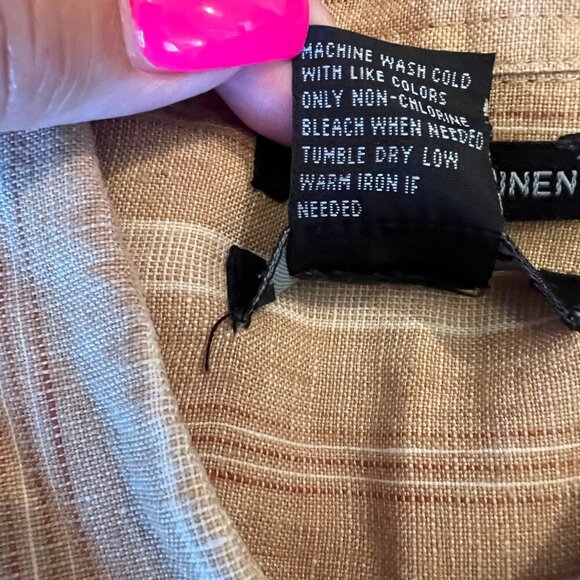 MACHINE WASH COLD
WITH LIKE COLORS
ONLY NON-CHLORINE
BLEACH WHEN NEEDED
TUMBLE DRY LOW
WARM IRON IF
NEEDED